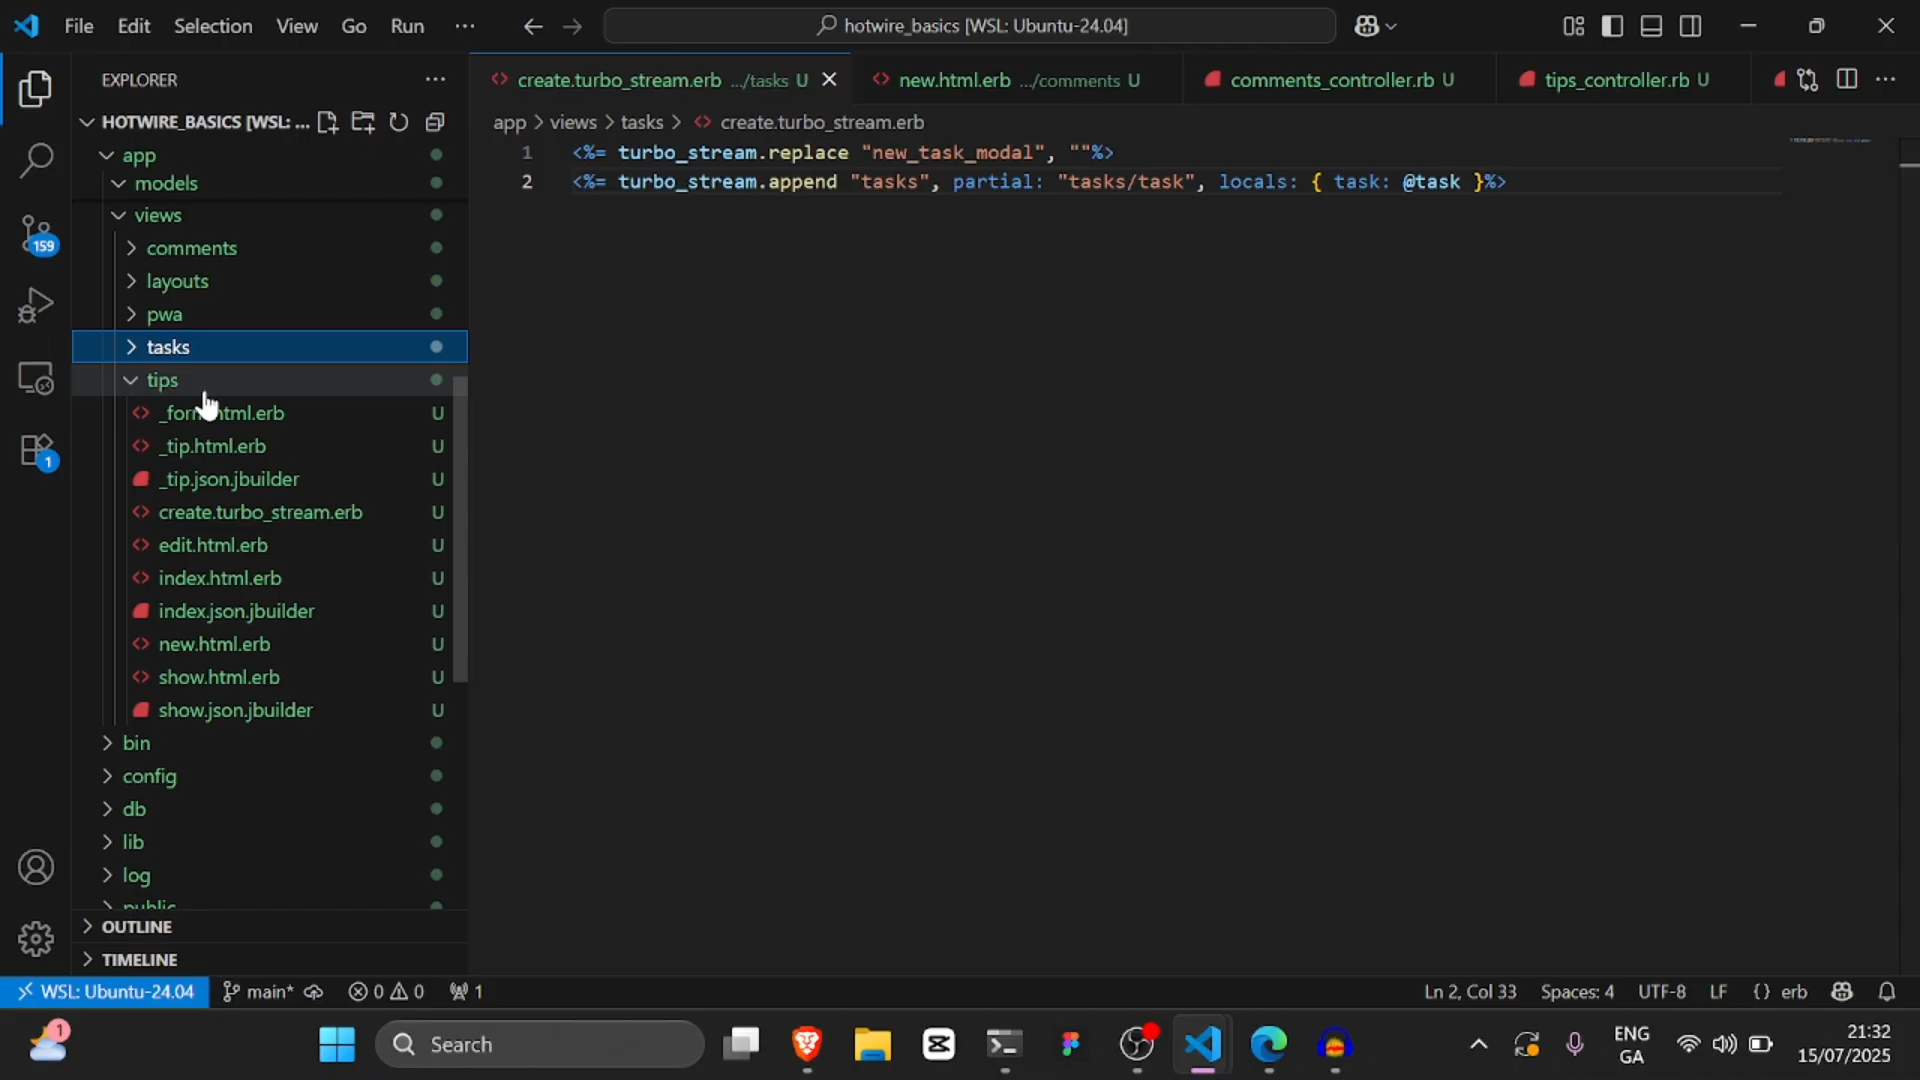 File Edit Selection View Go Run ···
hotwire_basics [WSL: Ubuntu-24.04]
EXPLORER
HOTWIRE_BASICS [WSL: ...
app
models
views
comments
layouts
pwa
tasks
tips
_tip.html.erb
_tip.json.jbuilder
create.turbo_stream.erb
edit.html.erb
index.html.erb
index.json.jbuilder
new.html.erb
show.html.erb
show.json.jbuilder
bin
config
db
lib
log
public
OUTLINE
TIMELINE
U
U
U
U
U
U
U
U
U
U
159
1
create.turbo_stream.erb .../tasks U
new.html.erb .../comments U
comments_controller.rb U
tips_controller.rb U
app > views > tasks > create.turbo_stream.erb
1 <%= turbo_stream.replace "new_task_modal", ""%>
2 <%= turbo_stream.append "tasks", partial: "tasks/task", locals: { task: @task }%>
WSL: Ubuntu-24.04 main* 0 0 1
Ln 2, Col 33 Spaces: 4 UTF-8 LF {} erb
1
Search
ENG
GA
21:32
15/07/2025